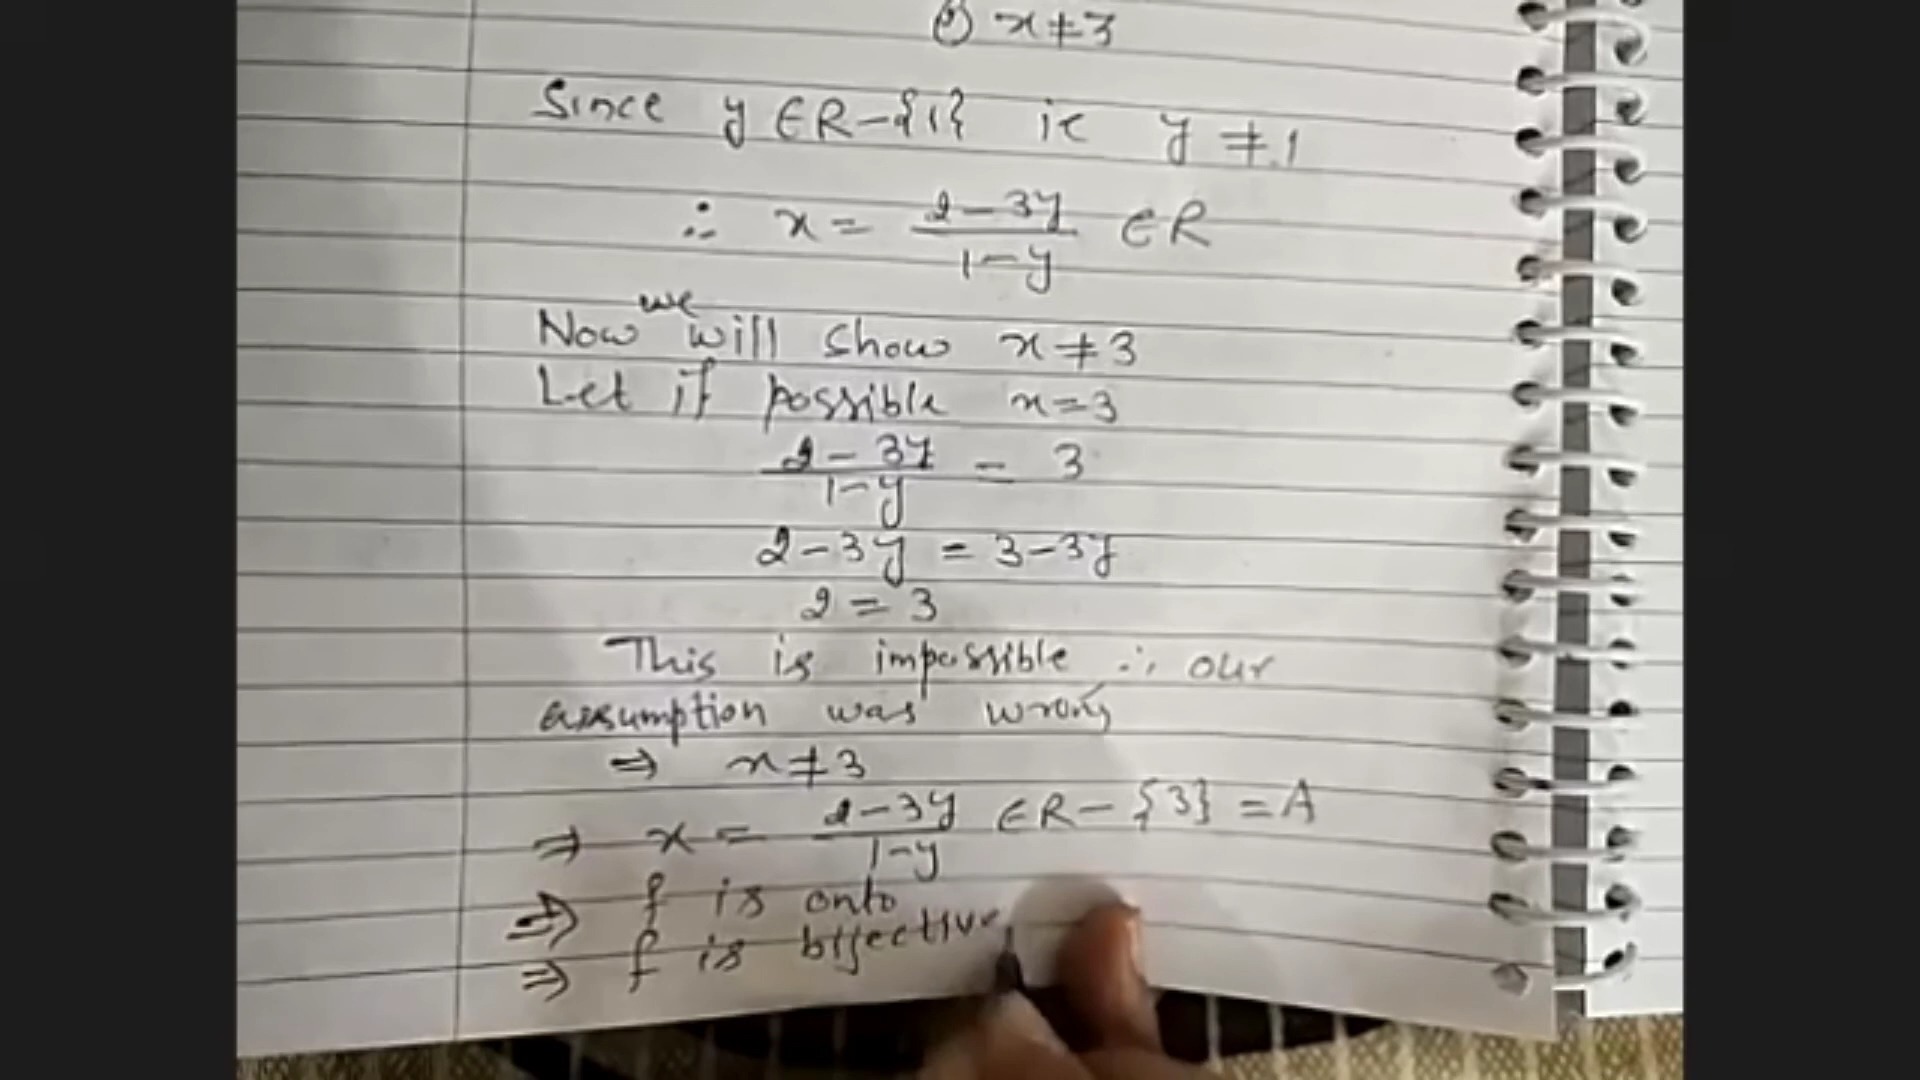 ② x ≠ 3
Since y ∈ R - {1} ie y ≠ 1
∴ x = (2 - 3y)/(1 - y) ∈ R
Now we will show x ≠ 3
Let if possible x = 3
(2 - 3y)/(1 - y) = 3
2 - 3y = 3 - 3y
2 = 3
This is impossible ∴ our
assumption was wrong
⇒ x ≠ 3
⇒ x = (2 - 3y)/(1 - y) ∈ R - {3} = A
⇒ f is onto
⇒ f is bijective